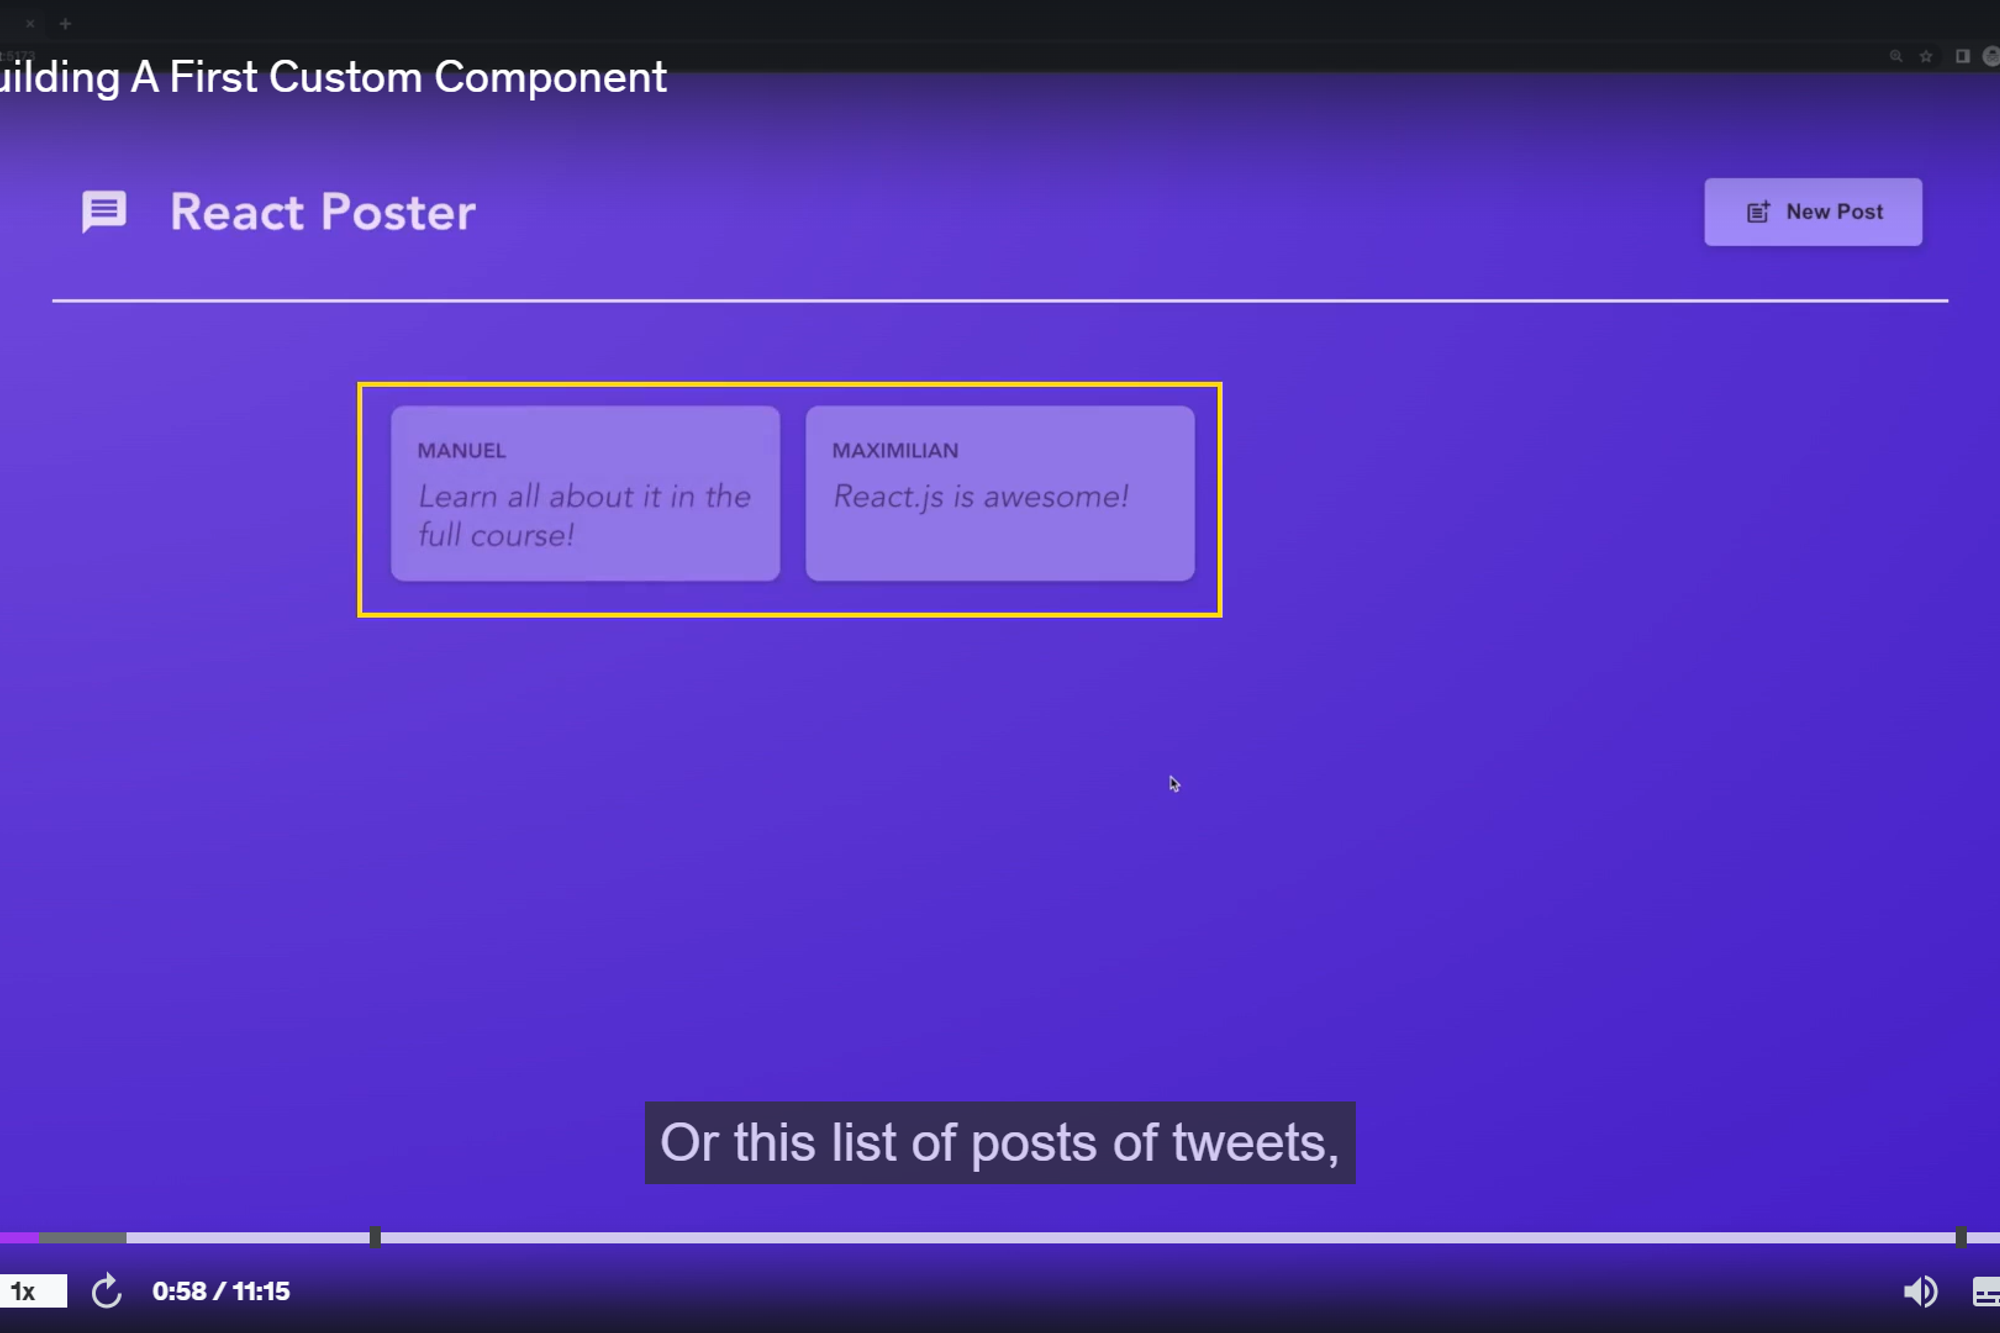 :5173
uilding A First Custom Component
React Poster
New Post
MANUEL
Learn all about it in the
full course!
MAXIMILIAN
React.js is awesome!
Or this list of posts of tweets,
1x
0:58 / 11:15